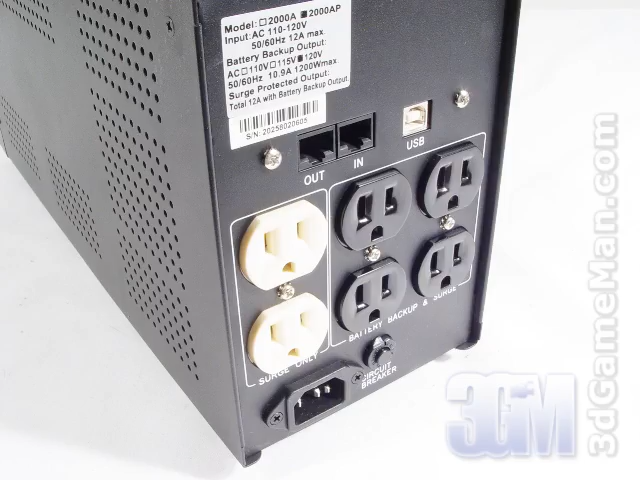 Model: □2000A ■2000AP
Input: AC 110-120V
50/60Hz 12A max.
Battery Backup Output:
AC□110V□115V■120V
50/60Hz 10.9A 1200Wmax.
Surge Protected Output:
Total 12A with Battery Backup Output.
S/N: 20258020605
OUT
IN
USB
SURGE ONLY
BATTERY BACKUP & SURGE
CIRCUIT
BREAKER
3GM
3dGameMan.com